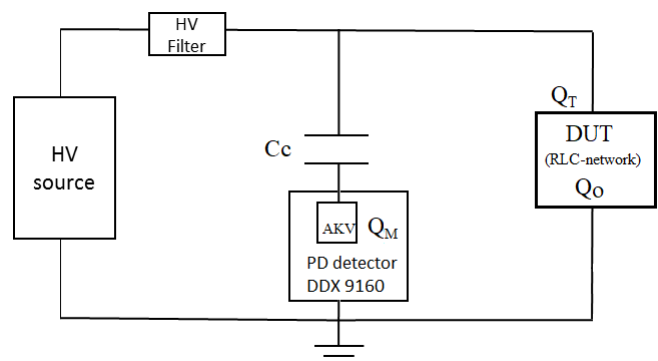 HV
Filter
HV
source
Cc
AKV
QM
PD detector
DDX 9160
QT
DUT
(RLC-network)
QO